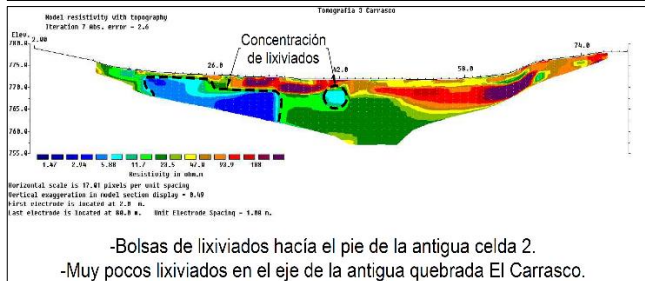 Tomografía 3 Carrasco
Model resistivity with topography
Iteration 7 Abs. error = 2.6
Elev.
780.0
775.0
770.0
765.0
760.0
755.0
2.00
26.0
42.0
58.0
74.0
Concentración
de lixiviados
1.47 2.94 5.88 11.7 23.5 47.0 93.9 188
Resistivity in ohm.m
Horizontal scale is 17.01 pixels per unit spacing
Vertical exaggeration in model section display = 0.49
First electrode is located at 2.0 m.
Last electrode is located at 80.0 m. Unit Electrode Spacing = 1.00 m.
-Bolsas de lixiviados hacía el pie de la antigua celda 2.
-Muy pocos lixiviados en el eje de la antigua quebrada El Carrasco.